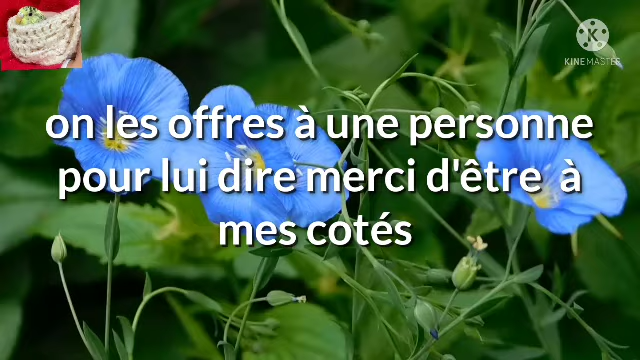 KINEMASTER
on les offres à une personne
pour lui dire merci d'être à
mes cotés